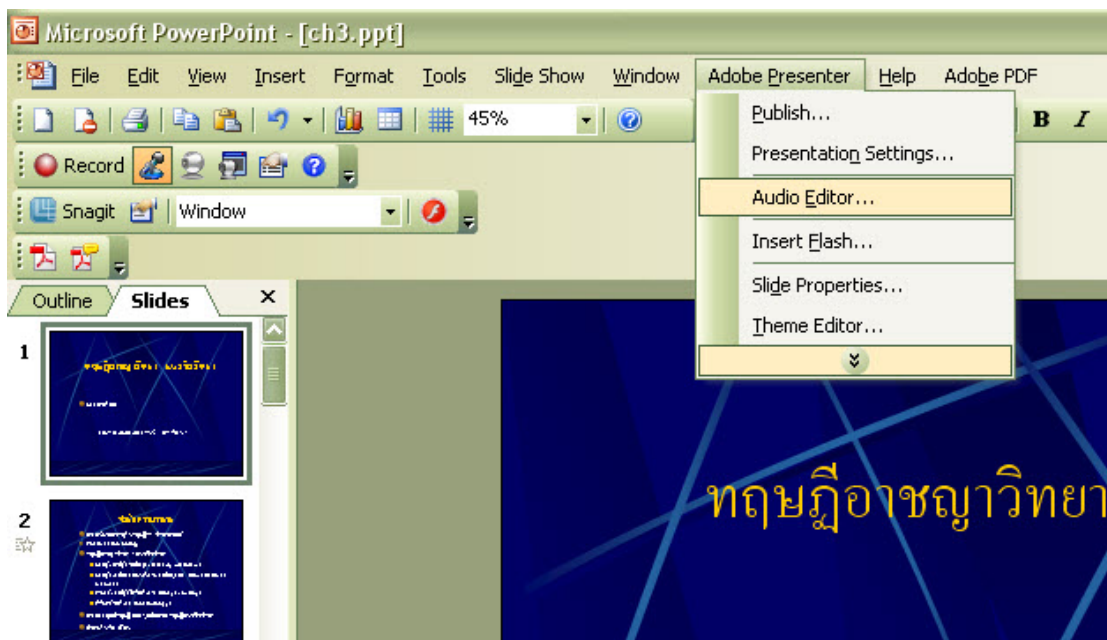 Microsoft PowerPoint - [ch3.ppt]
File Edit View Insert Format Tools Slide Show Window Adobe Presenter Help Adobe PDF
45% B I
Publish...
Presentation Settings...
Record
Audio Editor...
Snagit Window
Insert Flash...
Slide Properties...
Outline Slides
Theme Editor...
1
ทฤษฎีอาชญาวิทยา
2